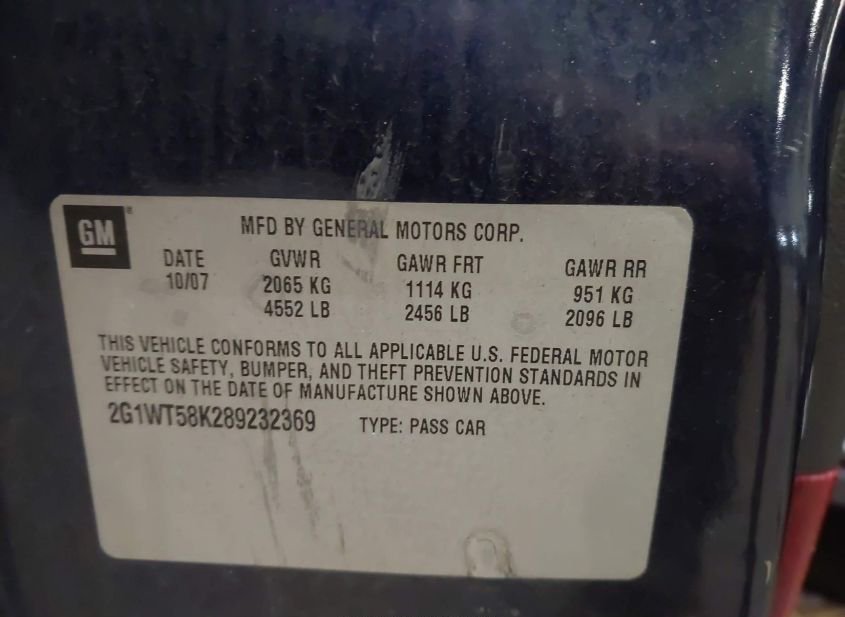 GM
MFD BY GENERAL MOTORS CORP.
DATE GVWR GAWR FRT GAWR RR
10/07 2065 KG 1114 KG 951 KG
4552 LB 2456 LB 2096 LB
THIS VEHICLE CONFORMS TO ALL APPLICABLE U.S. FEDERAL MOTOR
VEHICLE SAFETY, BUMPER, AND THEFT PREVENTION STANDARDS IN
EFFECT ON THE DATE OF MANUFACTURE SHOWN ABOVE.
2G1WT58K289232369 TYPE: PASS CAR